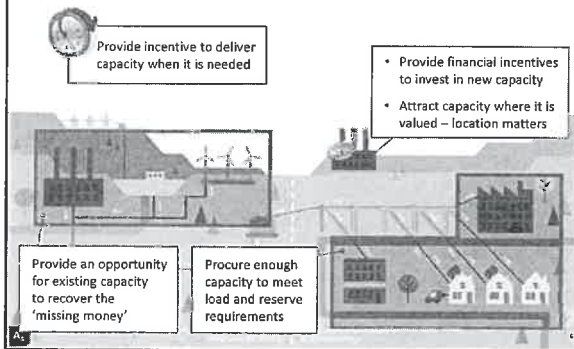 Provide incentive to deliver
capacity when it is needed
• Provide financial incentives
to invest in new capacity
• Attract capacity where it is
valued – location matters
Provide an opportunity
for existing capacity
to recover the
'missing money'
Procure enough
capacity to meet
load and reserve
requirements